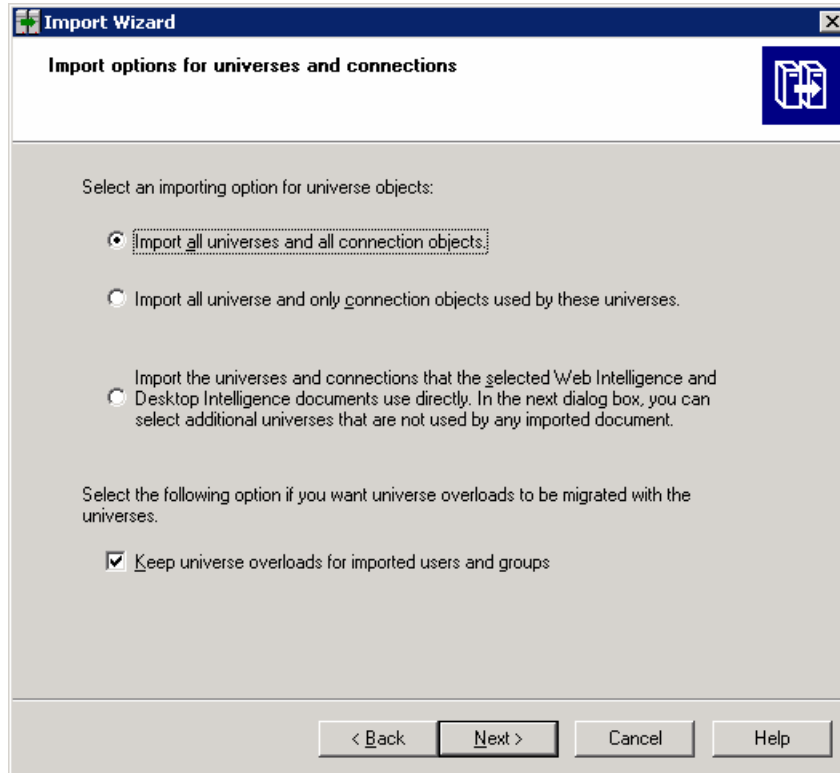 Import Wizard
Import options for universes and connections
Select an importing option for universe objects:
Import all universes and all connection objects.
Import all universe and only connection objects used by these universes.
Import the universes and connections that the selected Web Intelligence and
Desktop Intelligence documents use directly. In the next dialog box, you can
select additional universes that are not used by any imported document.
Select the following option if you want universe overloads to be migrated with the
universes.
Keep universe overloads for imported users and groups
< Back
Next >
Cancel
Help